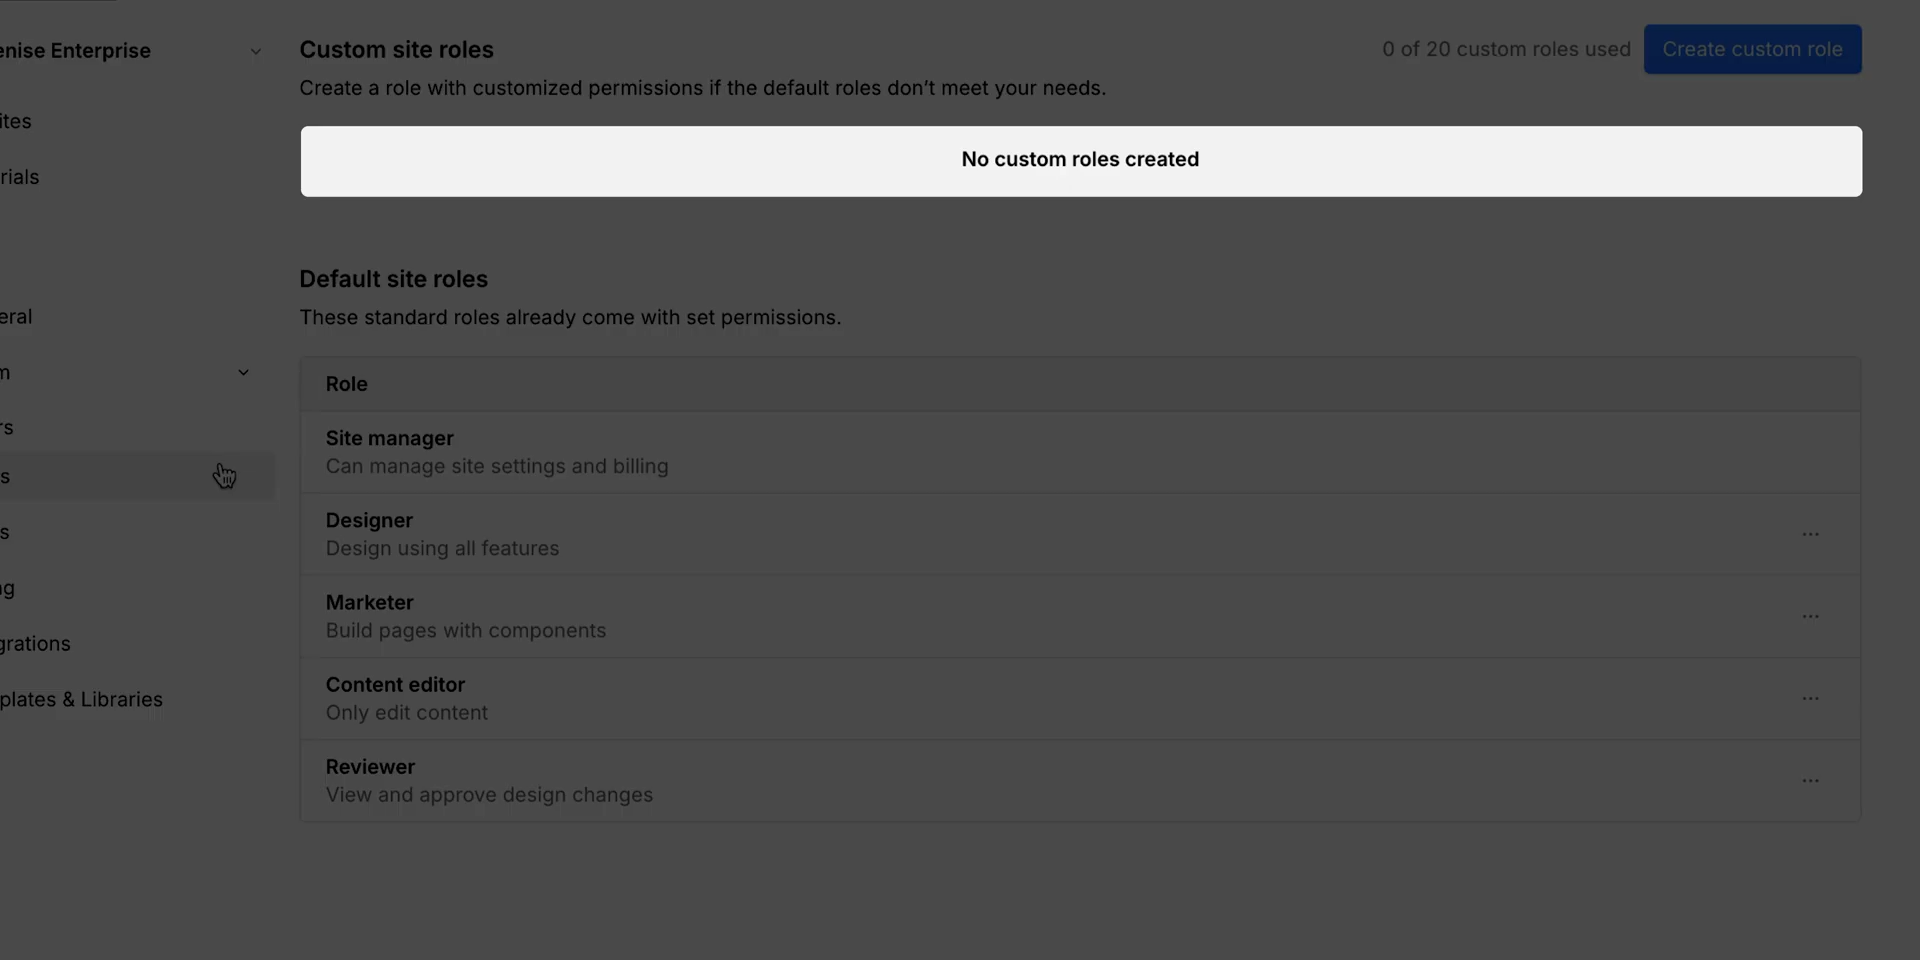 enise Enterprise
ites
rials
eral
m
rs
s
s
ng
grations
plates & Libraries
Custom site roles
0 of 20 custom roles used
Create custom role
Create a role with customized permissions if the default roles don’t meet your needs.
No custom roles created
Default site roles
These standard roles already come with set permissions.
Role
Site manager
Can manage site settings and billing
Designer
Design using all features
Marketer
Build pages with components
Content editor
Only edit content
Reviewer
View and approve design changes